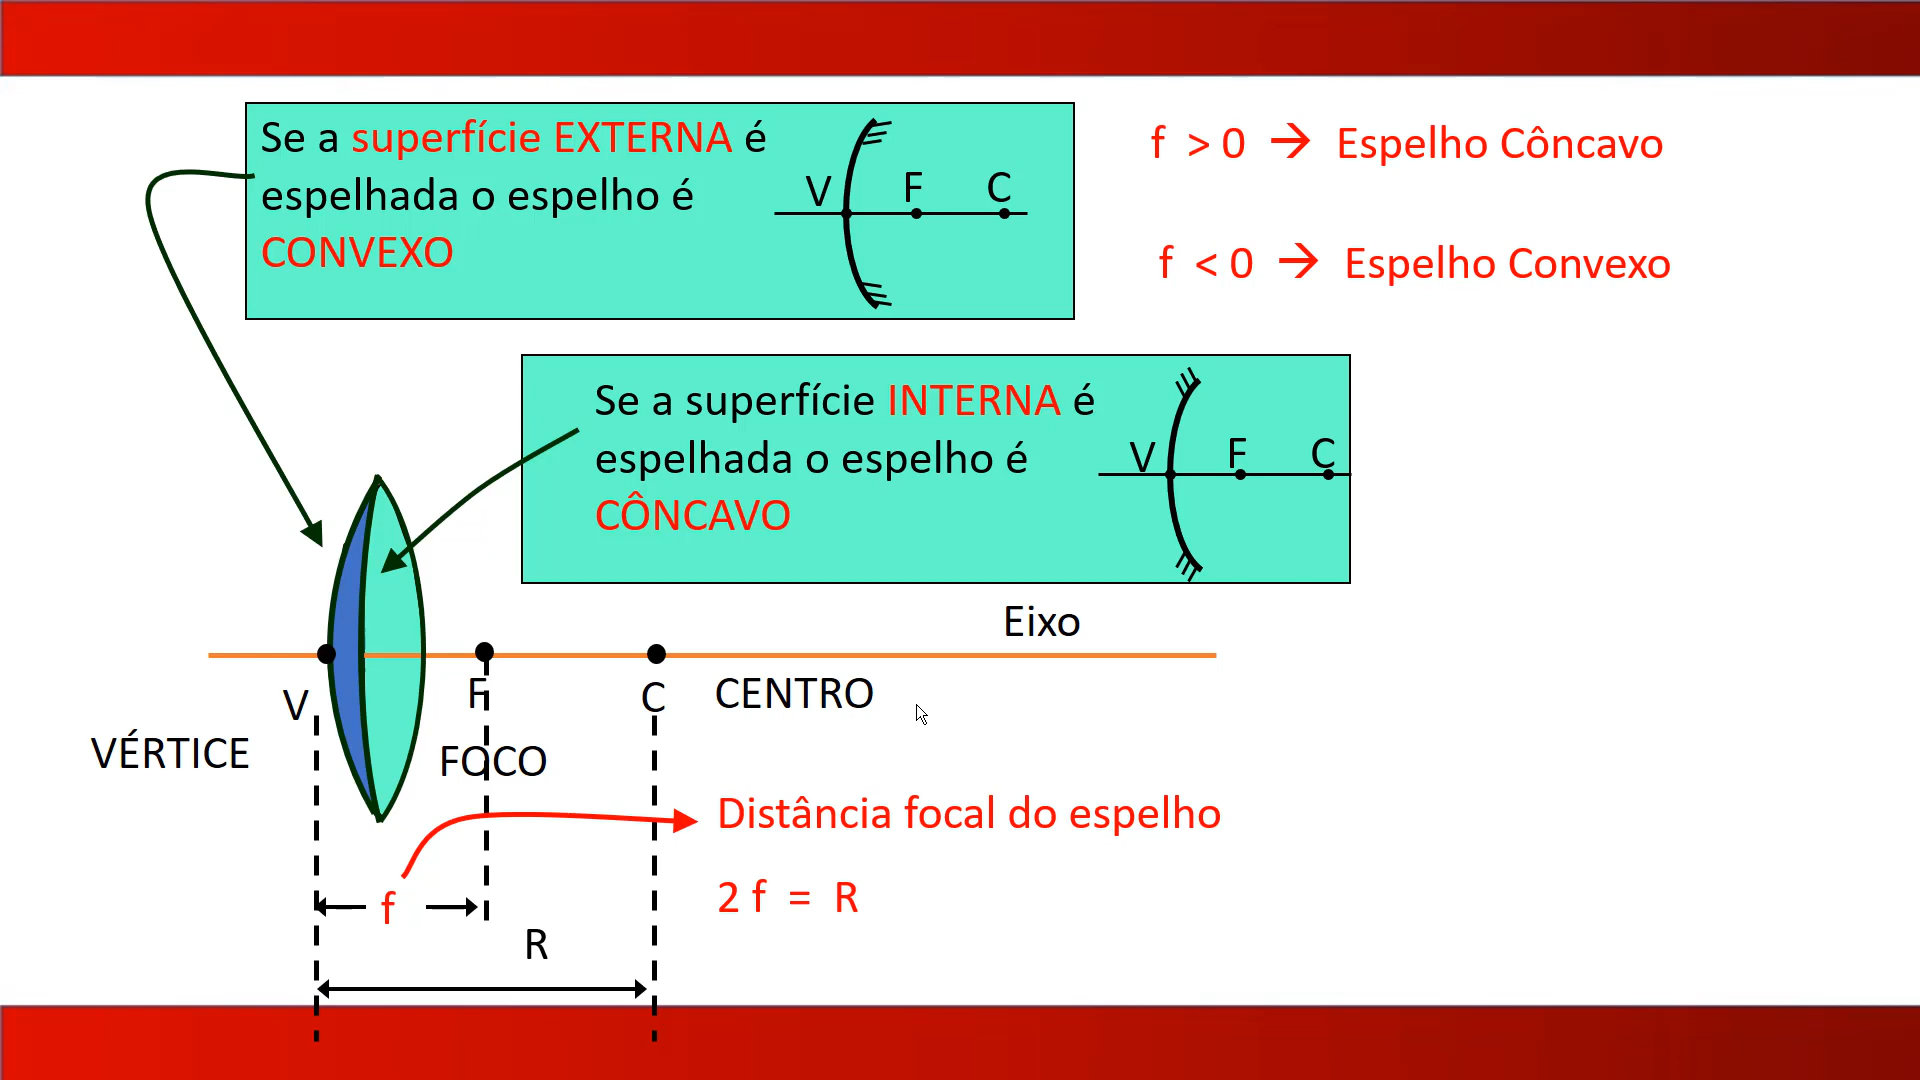 Se a superfície EXTERNA é
espelhada o espelho é
CONVEXO
V F C
f > 0 → Espelho Côncavo
f < 0 → Espelho Convexo
Se a superfície INTERNA é
espelhada o espelho é
CÔNCAVO
V F C
Eixo
V F C CENTRO
VÉRTICE FOCO
Distância focal do espelho
f 2 f = R
R